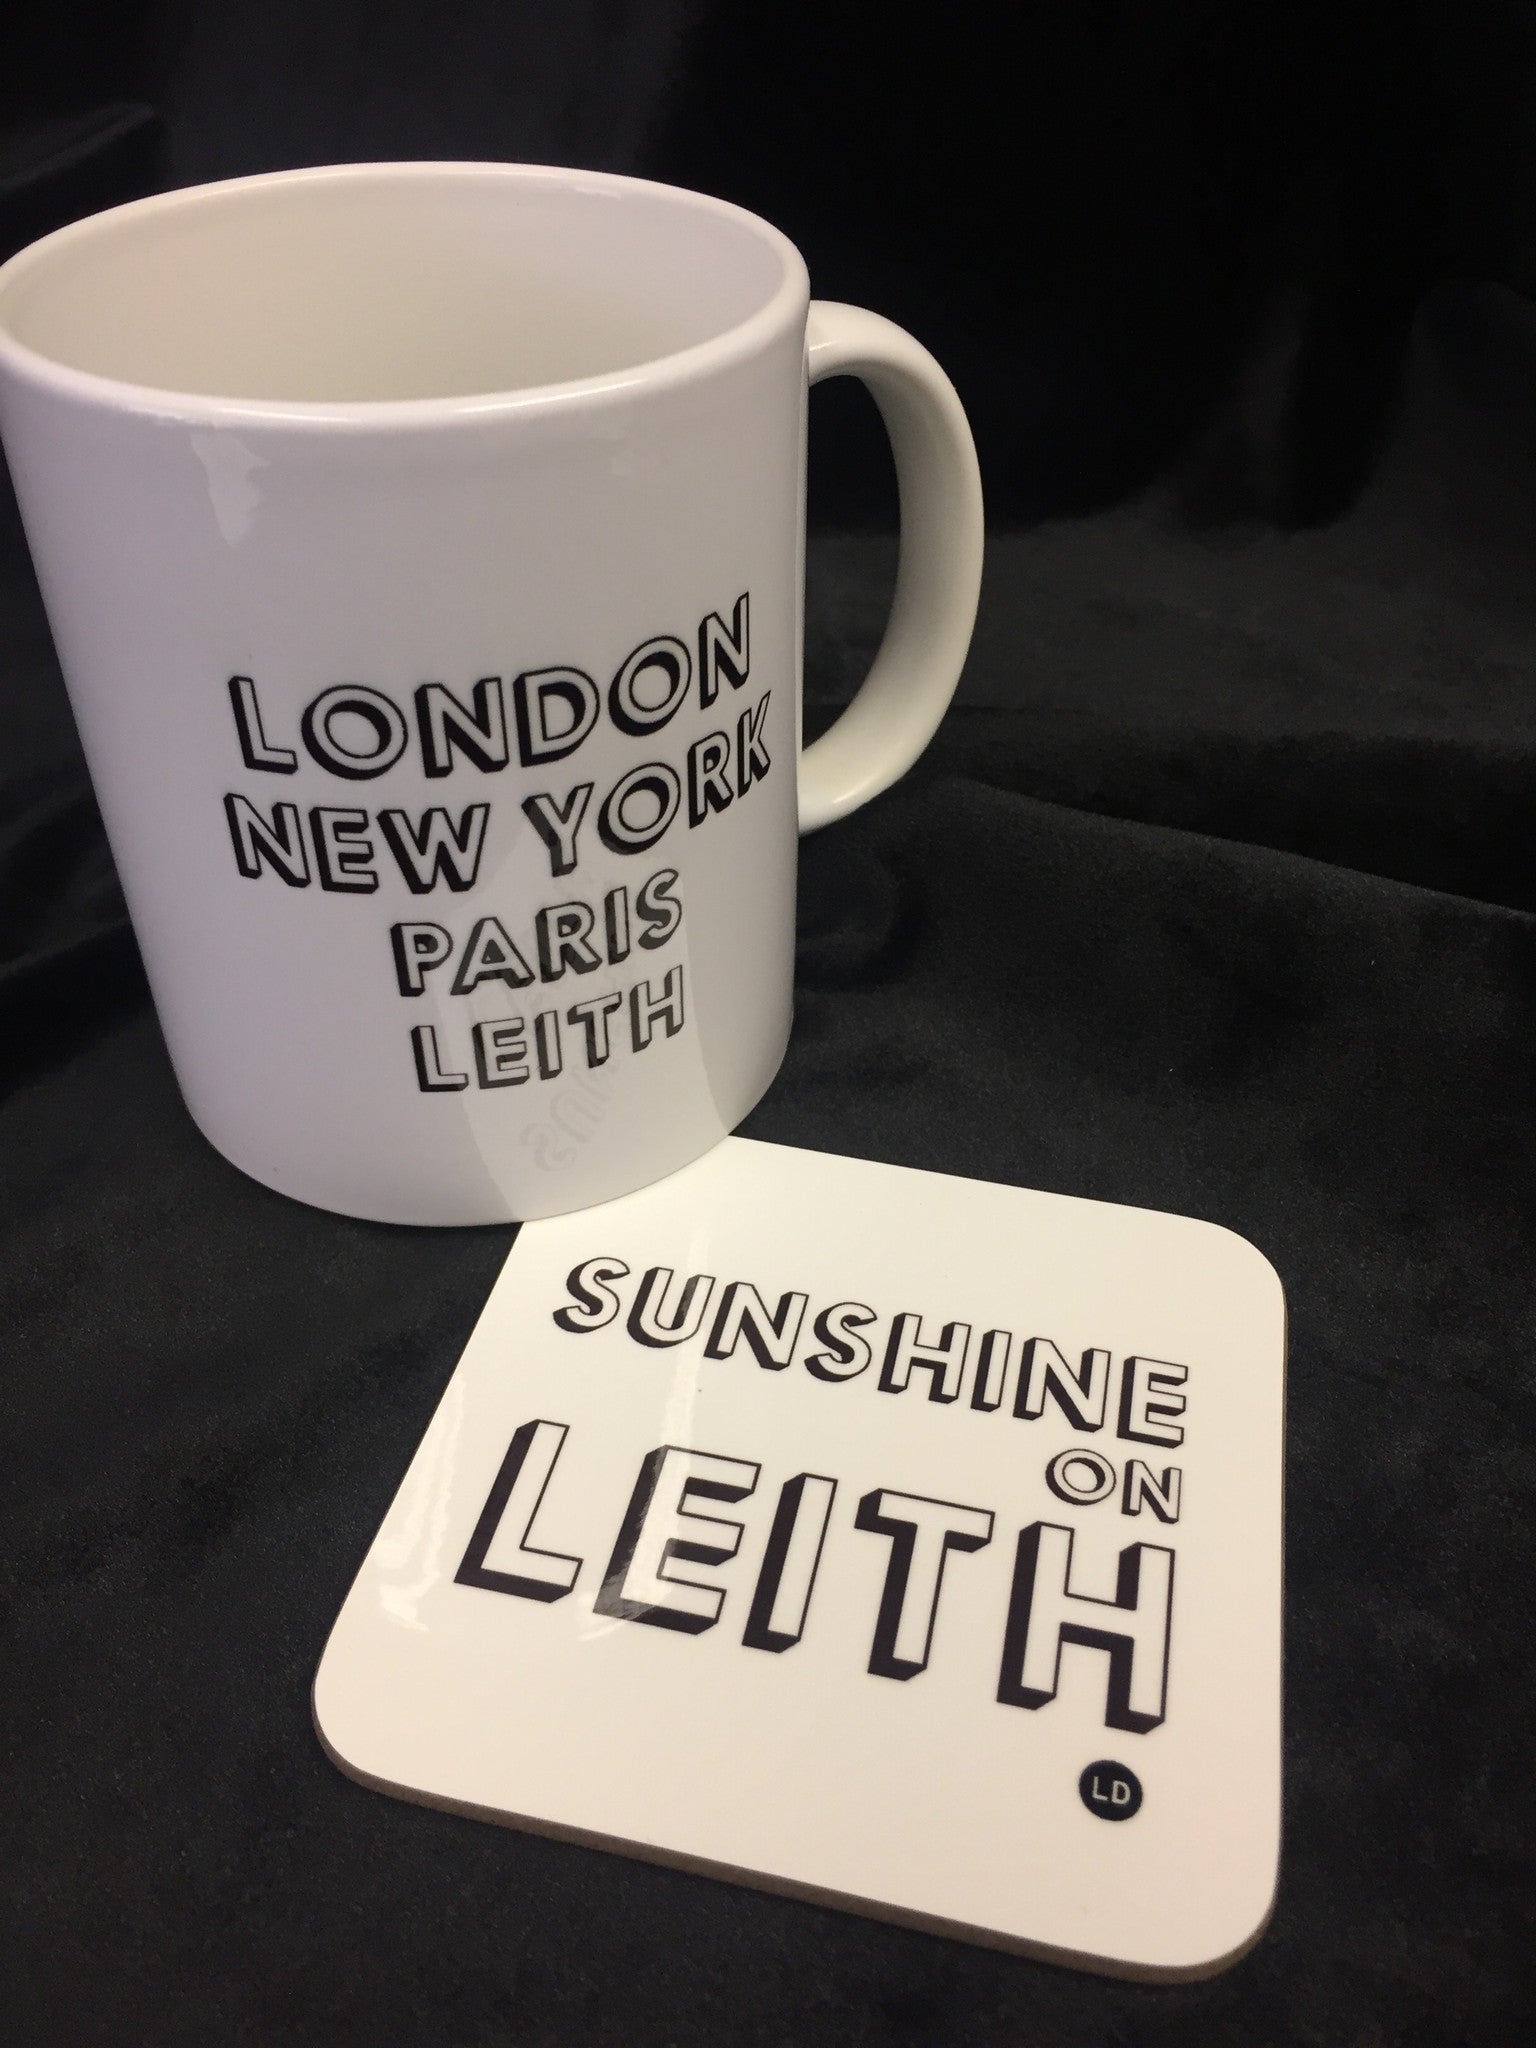 LONDON
NEW YORK
PARIS
LEITH
SUNSHINE
ON
LEITH
LD